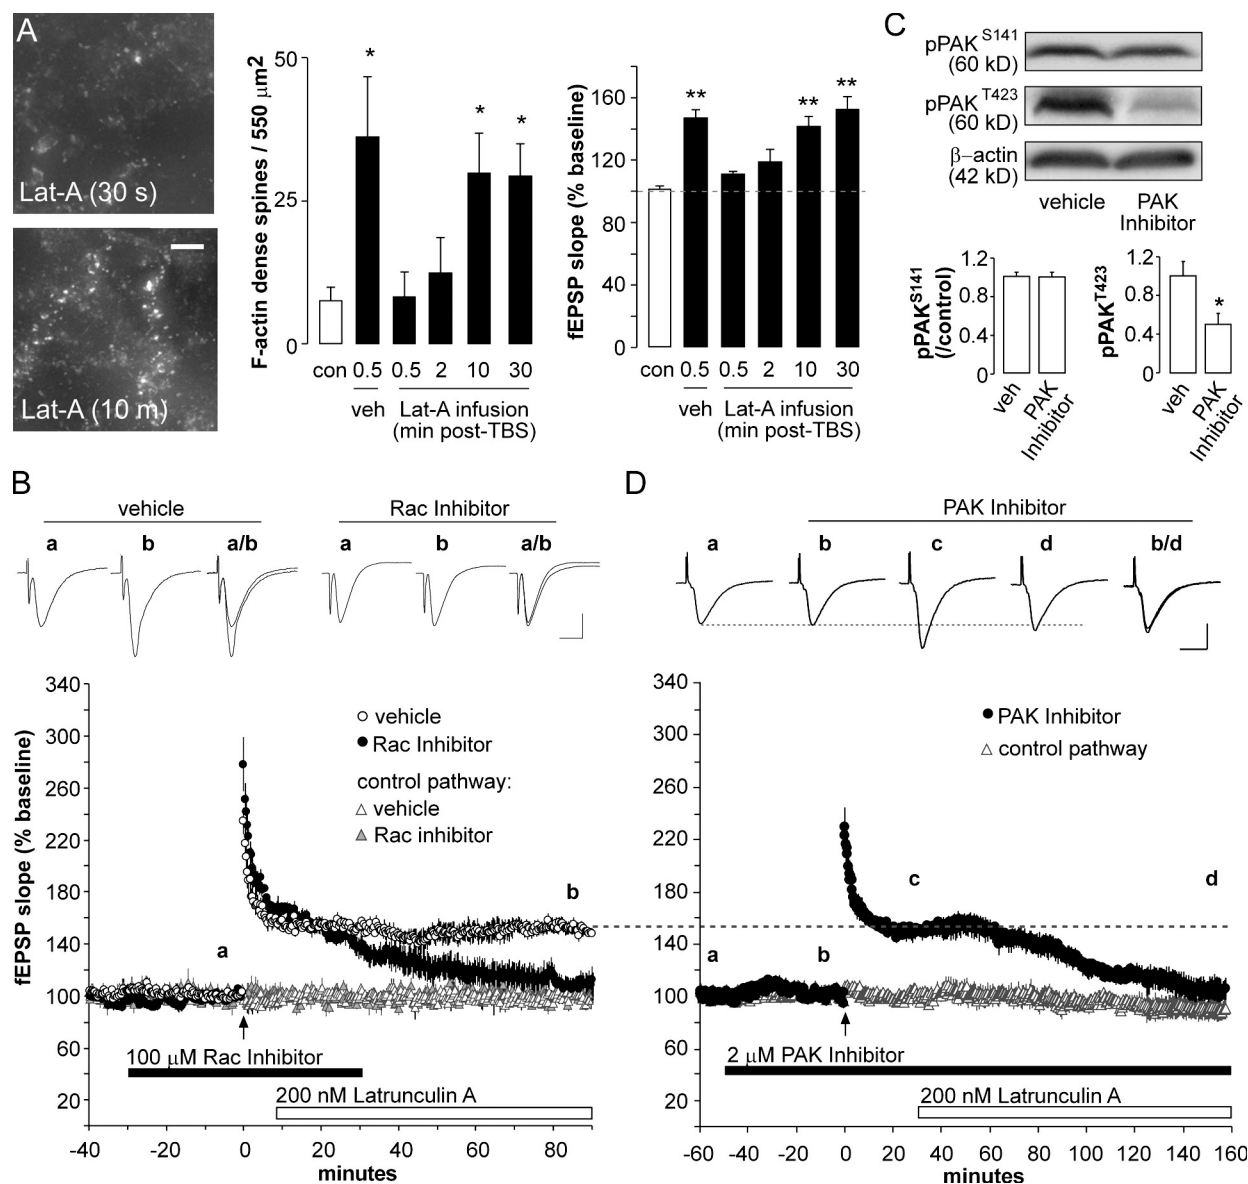 A
Lat-A (30 s)
Lat-A (10 m)
F-actin dense spines / 550 μm2
50
25
0
*
*
*
con 0.5 0.5 2 10 30
veh Lat-A infusion
(min post-TBS)
fEPSP slope (% baseline)
160
120
80
40
0
**
**
**
con 0.5 0.5 2 10 30
veh Lat-A infusion
(min post-TBS)
C
pPAK S141
(60 kD)
pPAK T423
(60 kD)
β–actin
(42 kD)
vehicle PAK
Inhibitor
pPAK S141
(/control)
1.2
0.8
0.4
0
veh PAK
Inhibitor
pPAK T423
1.2
0.8
0.4
0
*
veh PAK
Inhibitor
B
vehicle Rac Inhibitor
a b a/b a b a/b
fEPSP slope (% baseline)
340
300
260
220
180
140
100
60
20
vehicle
Rac Inhibitor
control pathway:
vehicle
Rac inhibitor
a
b
100 μM Rac Inhibitor
200 nM Latrunculin A
-40 -20 0 20 40 60 80
minutes
D
PAK Inhibitor
a b c d b/d
340
300
260
220
180
140
100
60
20
PAK Inhibitor
control pathway
a b c d
2 μM PAK Inhibitor
200 nM Latrunculin A
-60 -40 -20 0 20 40 60 80 100 120 140 160
minutes